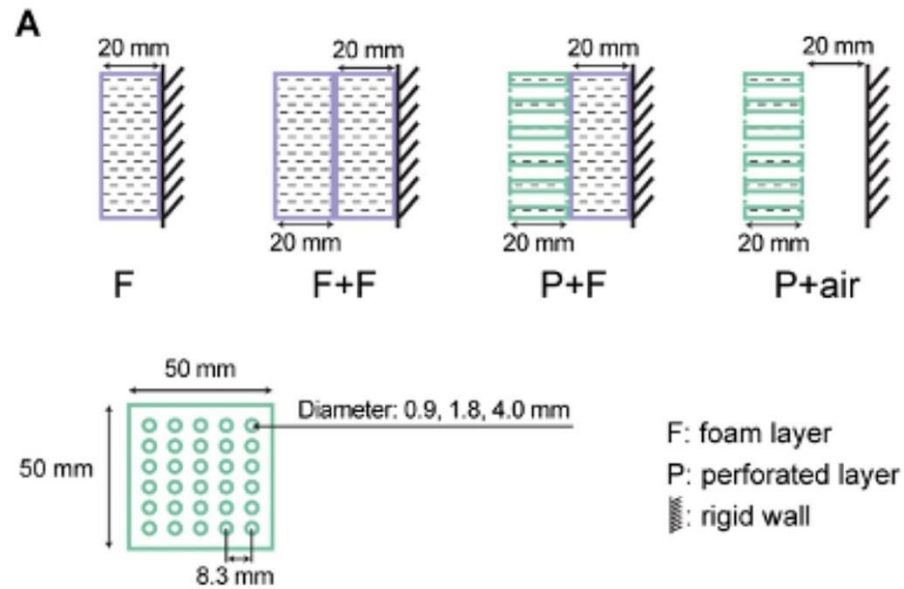 A
20 mm
20 mm
20 mm
20 mm
20 mm
20 mm
20 mm
F
F+F
P+F
P+air
50 mm
Diameter: 0.9, 1.8, 4.0 mm
50 mm
F: foam layer
P: perforated layer
: rigid wall
8.3 mm